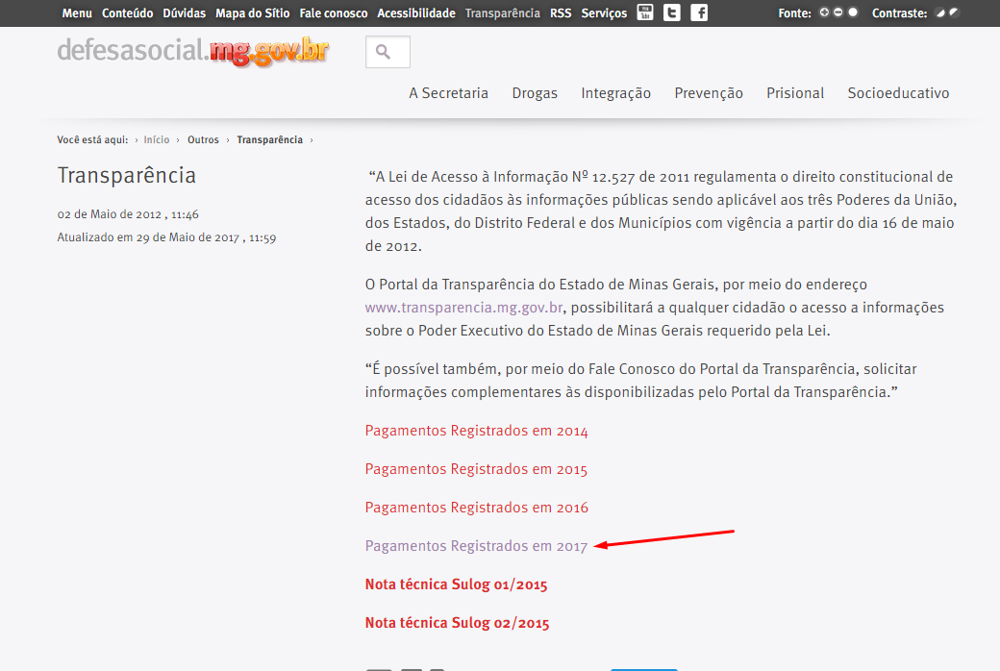 Menu Conteúdo Dúvidas Mapa do Sítio Fale conosco Acessibilidade Transparência RSS Serviços You Tube t f Fonte: Contraste:
defesasocial.mg.gov.br
A Secretaria Drogas Integração Prevenção Prisional Socioeducativo
Você está aqui: › Início › Outros › Transparência ›
Transparência
02 de Maio de 2012 , 11:46
Atualizado em 29 de Maio de 2017 , 11:59
“A Lei de Acesso à Informação Nº 12.527 de 2011 regulamenta o direito constitucional de
acesso dos cidadãos às informações públicas sendo aplicável aos três Poderes da União,
dos Estados, do Distrito Federal e dos Municípios com vigência a partir do dia 16 de maio
de 2012.
O Portal da Transparência do Estado de Minas Gerais, por meio do endereço
www.transparencia.mg.gov.br, possibilitará a qualquer cidadão o acesso a informações
sobre o Poder Executivo do Estado de Minas Gerais requerido pela Lei.
“É possível também, por meio do Fale Conosco do Portal da Transparência, solicitar
informações complementares às disponibilizadas pelo Portal da Transparência.”
Pagamentos Registrados em 2014
Pagamentos Registrados em 2015
Pagamentos Registrados em 2016
Pagamentos Registrados em 2017
Nota técnica Sulog 01/2015
Nota técnica Sulog 02/2015